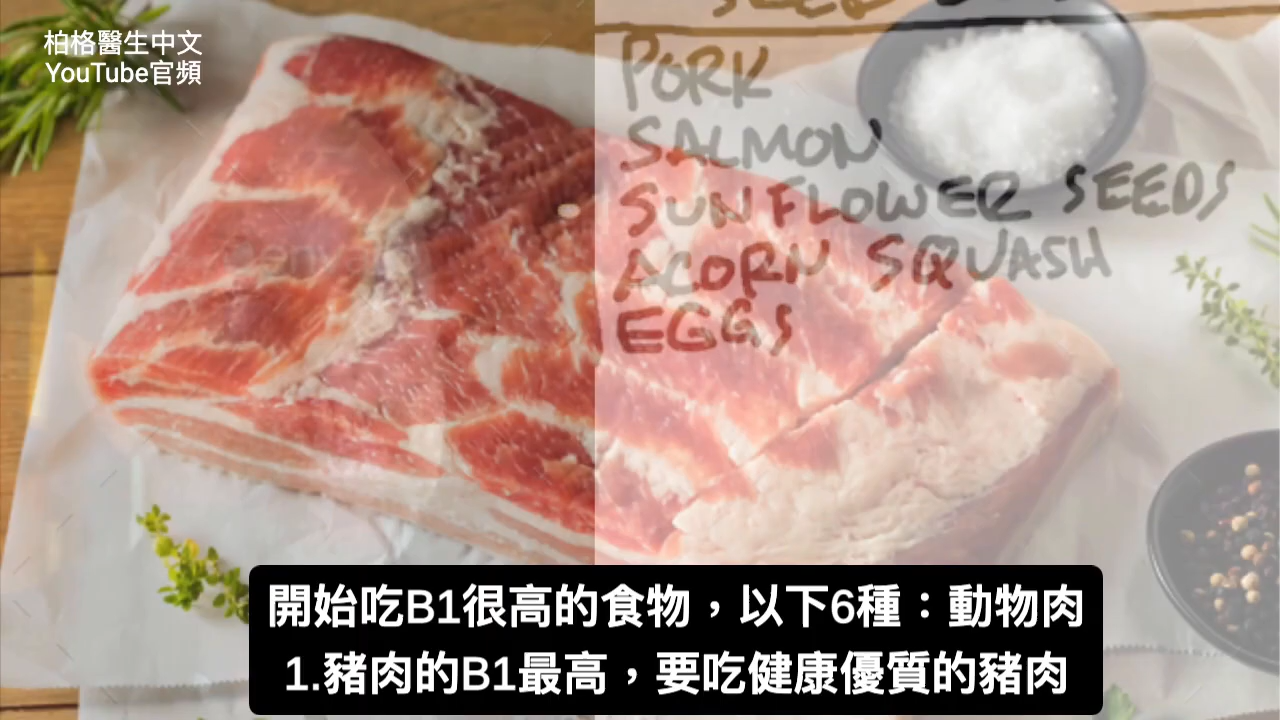 柏格醫生中文
YouTube官頻
PORK
SALMON
SUNFLOWER SEEDS
ACORN SQUASH
EGGS
開始吃B1很高的食物，以下6種：動物肉
1.豬肉的B1最高，要吃健康優質的豬肉